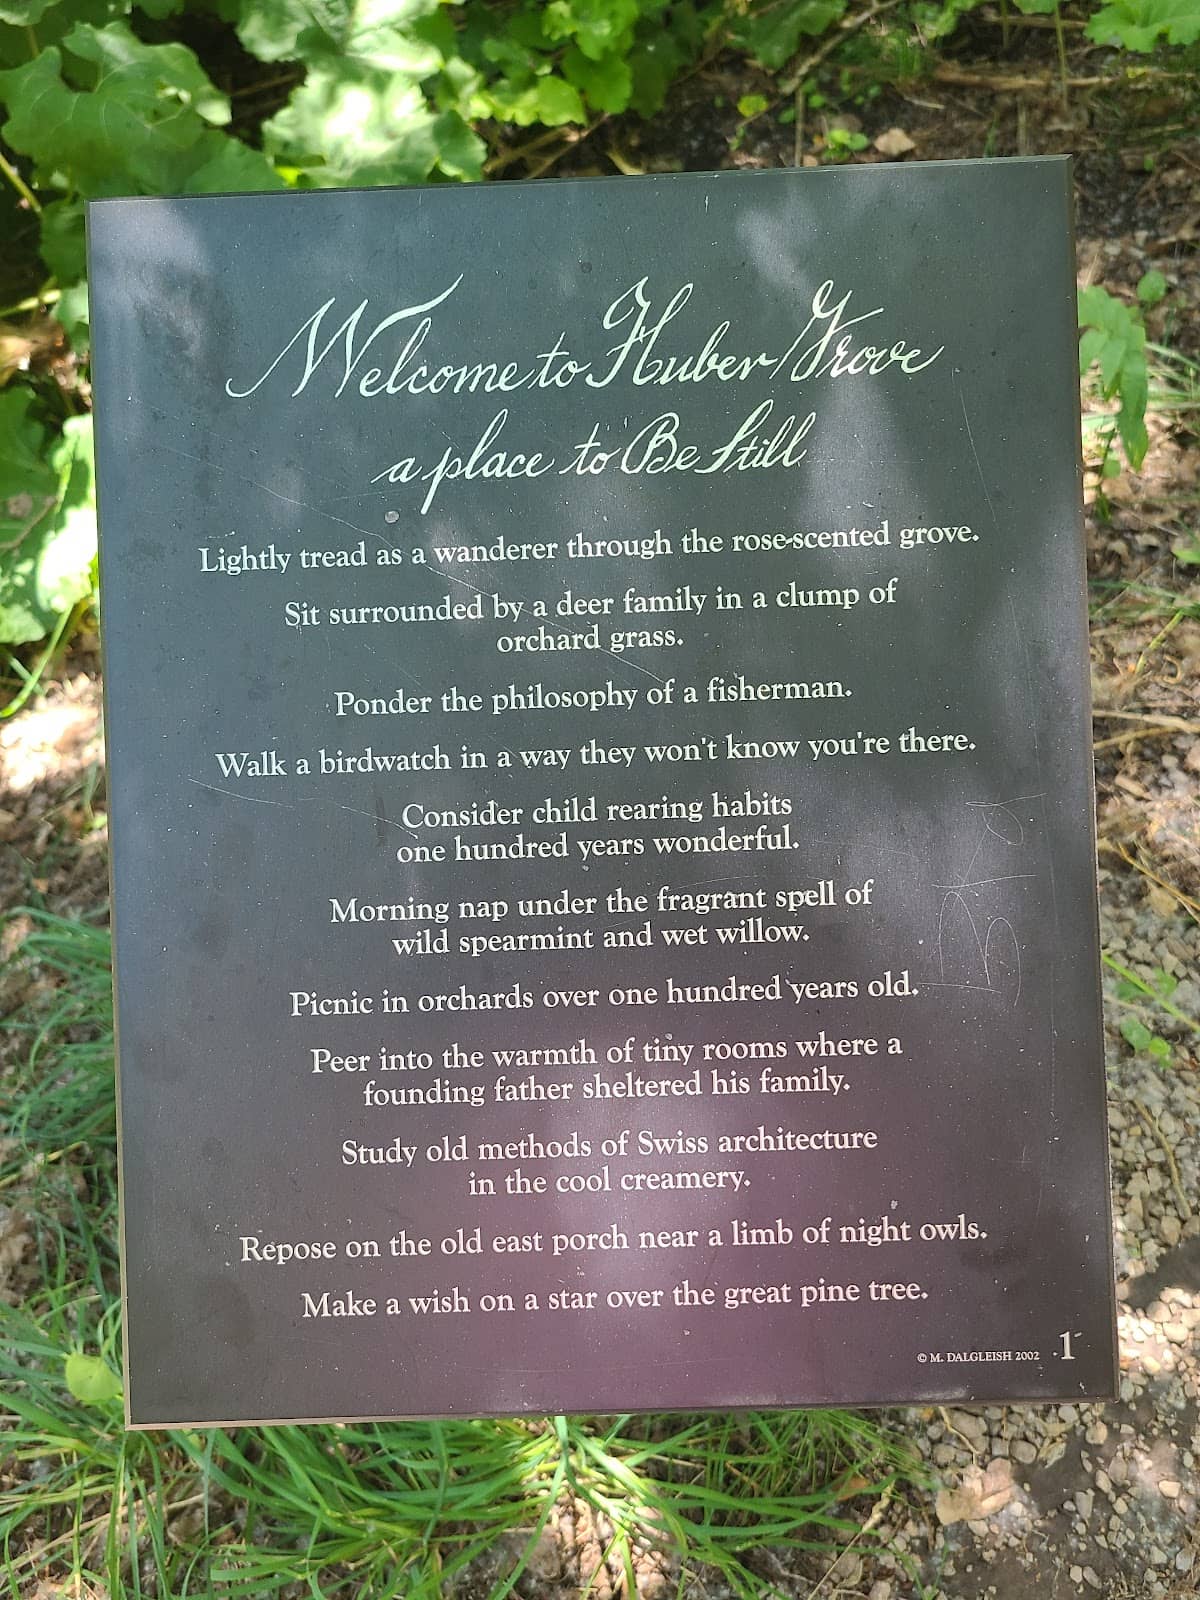 Welcome to Huber Grove
a place to Be Still
Lightly tread as a wanderer through the rose-scented grove.
Sit surrounded by a deer family in a clump of
orchard grass.
Ponder the philosophy of a fisherman.
Walk a birdwatch in a way they won't know you're there.
Consider child rearing habits
one hundred years wonderful.
Morning nap under the fragrant spell of
wild spearmint and wet willow.
Picnic in orchards over one hundred years old.
Peer into the warmth of tiny rooms where a
founding father sheltered his family.
Study old methods of Swiss architecture
in the cool creamery.
Repose on the old east porch near a limb of night owls.
Make a wish on a star over the great pine tree.
© M. DALGLEISH 2002 1